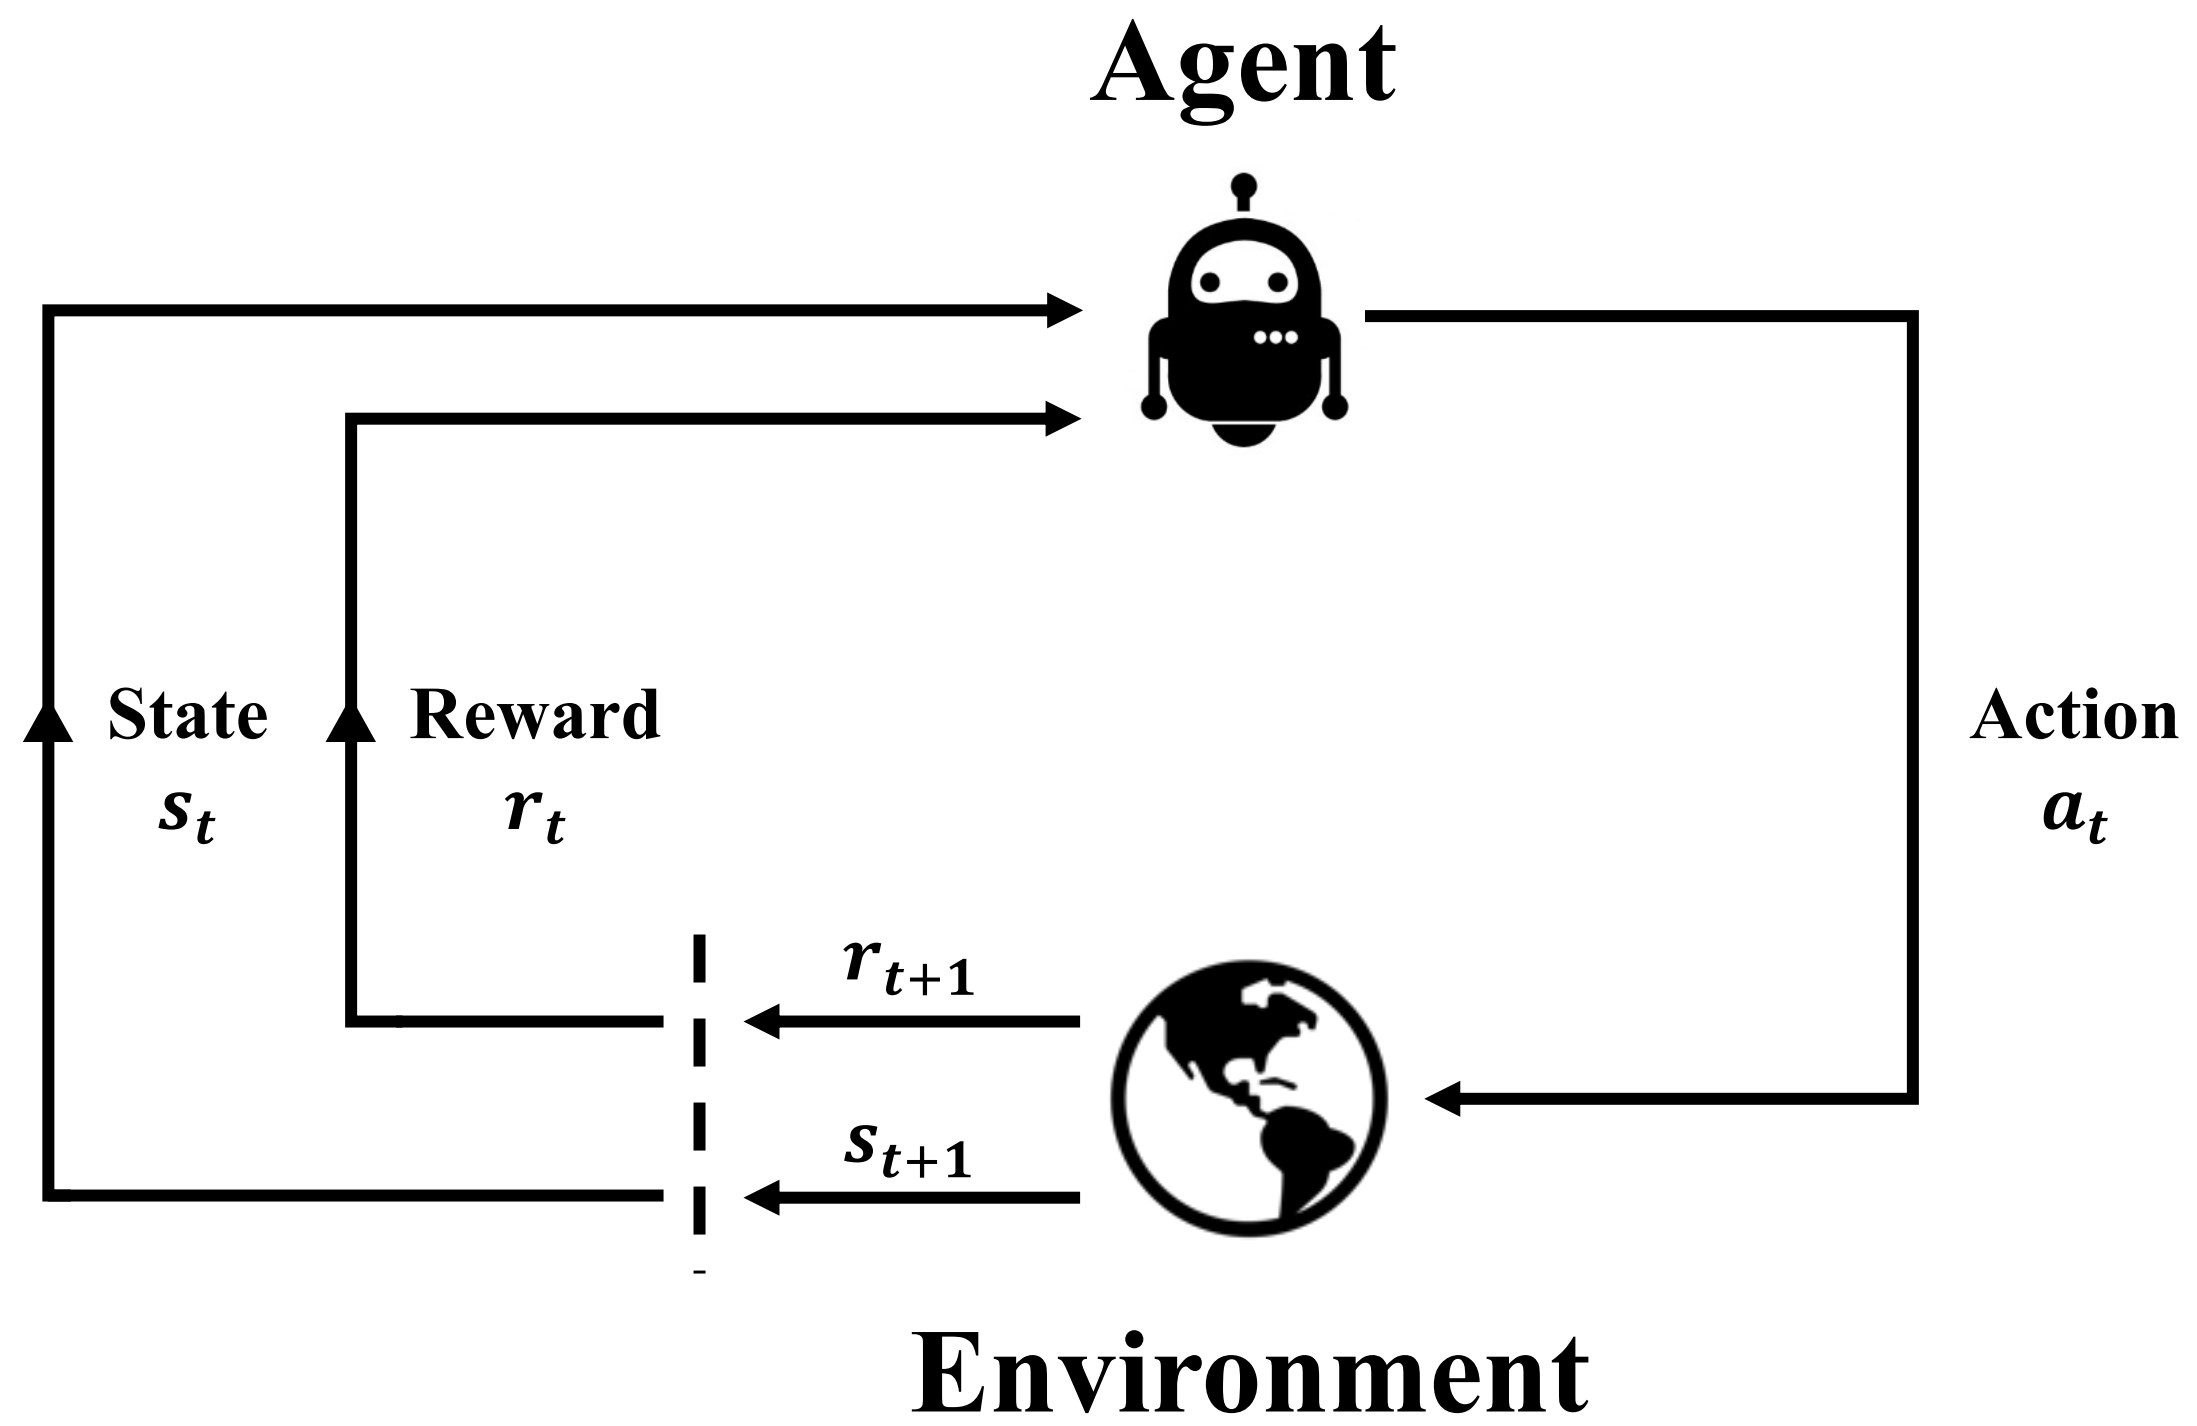 Agent
State
s_t
Reward
r_t
Action
a_t
r_{t+1}
s_{t+1}
Environment